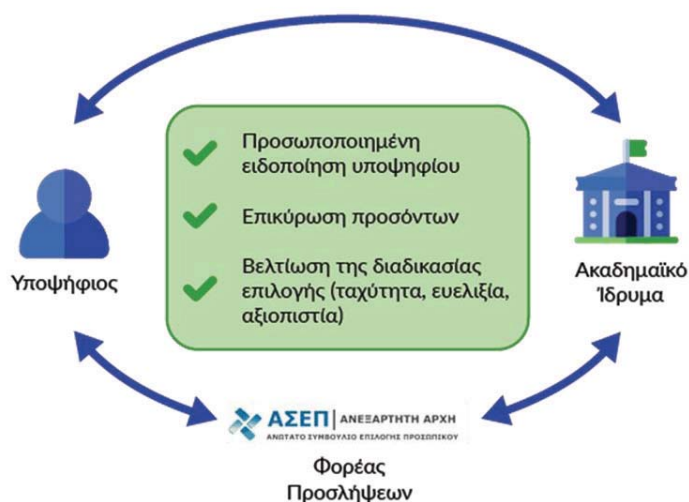 Προσωποποιημένη
ειδοποίηση υποψηφίου
Επικύρωση προσόντων
Βελτίωση της διαδικασίας
επιλογής (ταχύτητα, ευελιξία,
αξιοπιστία)
Υποψήφιος
Ακαδημαϊκό
Ίδρυμα
ΑΣΕΠ | ΑΝΕΞΑΡΤΗΤΗ ΑΡΧΗ
ΑΝΩΤΑΤΟ ΣΥΜΒΟΥΛΙΟ ΕΠΙΛΟΓΗΣ ΠΡΟΣΩΠΙΚΟΥ
Φορέας
Προσλήψεων